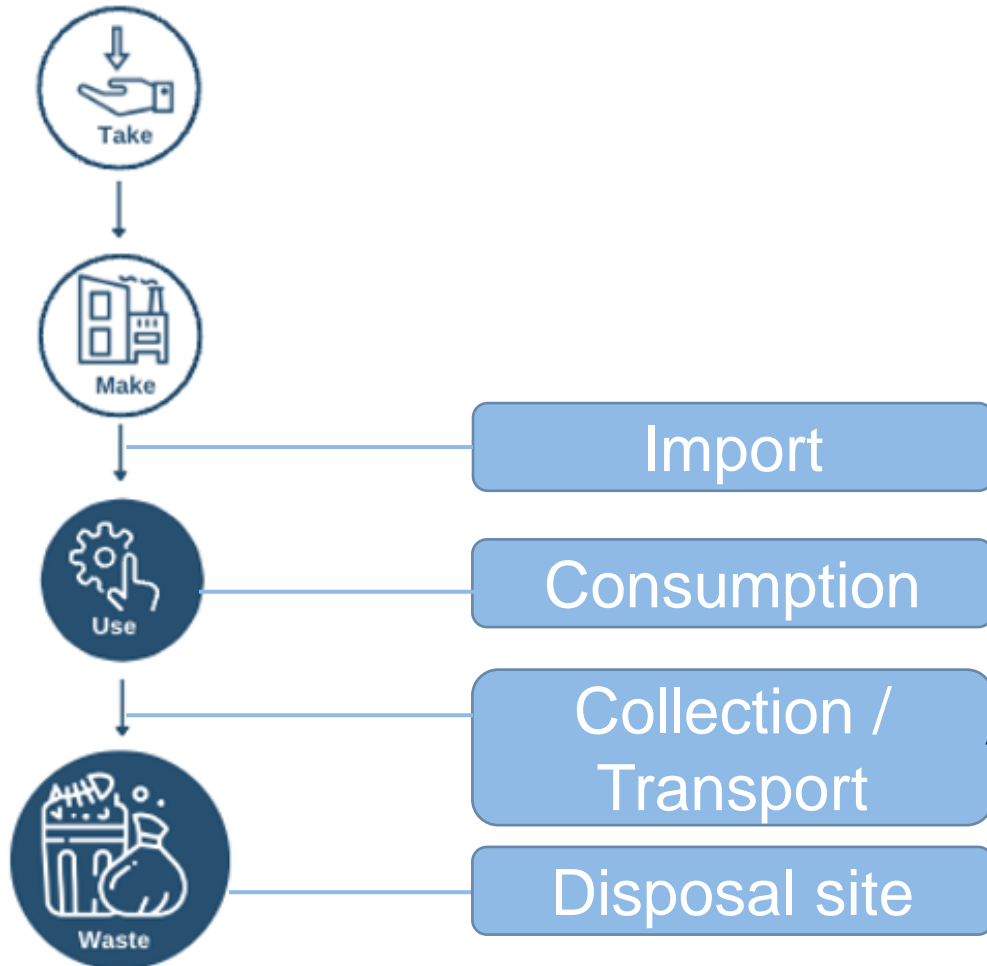 Take
Make
Import
Consumption
Use
Collection /
Transport
Disposal site
Waste